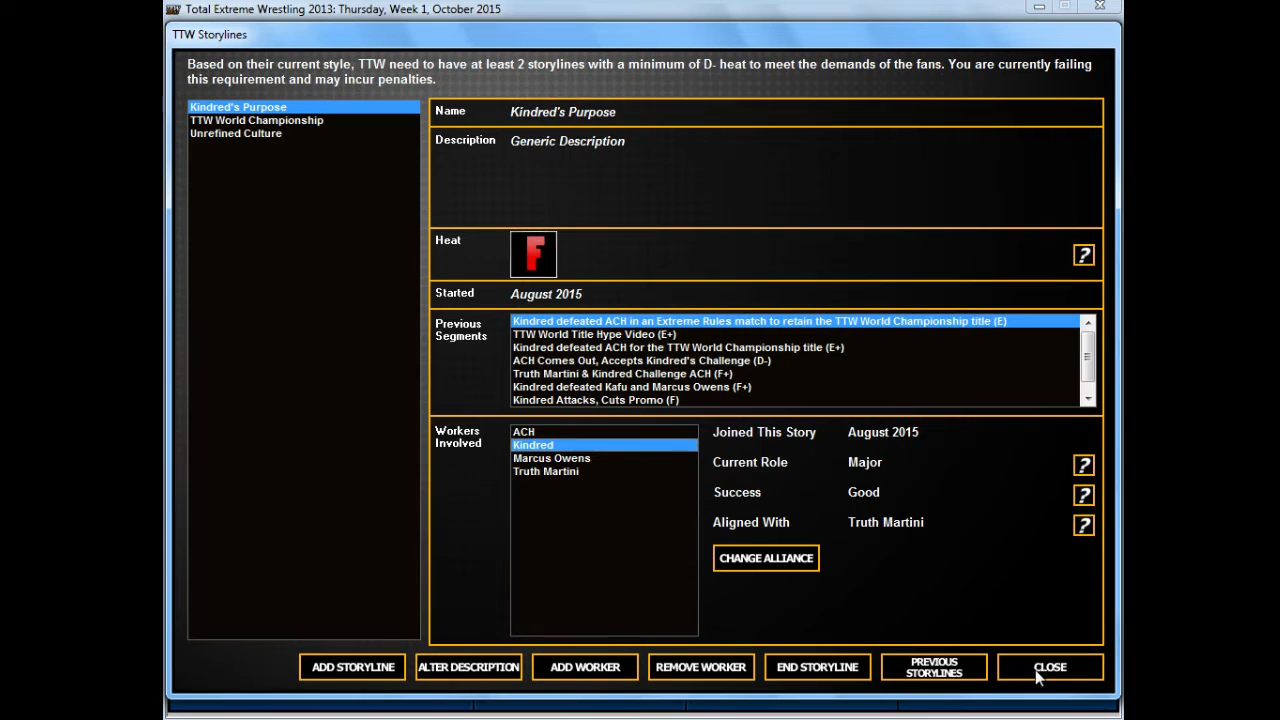 Total Extreme Wrestling 2013: Thursday, Week 1, October 2015
TTW Storylines
Based on their current style, TTW need to have at least 2 storylines with a minimum of D- heat to meet the demands of the fans. You are currently failing
this requirement and may incur penalties.
Kindred's Purpose
TTW World Championship
Unrefined Culture
Name
Kindred's Purpose
Description
Generic Description
Heat
F
?
Started
August 2015
Previous
Segments
Kindred defeated ACH in an Extreme Rules match to retain the TTW World Championship title (E)
TTW World Title Hype Video (E+)
Kindred defeated ACH for the TTW World Championship title (E+)
ACH Comes Out, Accepts Kindred's Challenge (D-)
Truth Martini & Kindred Challenge ACH (F+)
Kindred defeated Kafu and Marcus Owens (F+)
Kindred Attacks, Cuts Promo (F)
Workers
Involved
ACH
Kindred
Marcus Owens
Truth Martini
Joined This Story
August 2015
Current Role
Major
?
Success
Good
?
Aligned With
Truth Martini
?
CHANGE ALLIANCE
ADD STORYLINE
ALTER DESCRIPTION
ADD WORKER
REMOVE WORKER
END STORYLINE
PREVIOUS
STORYLINES
CLOSE